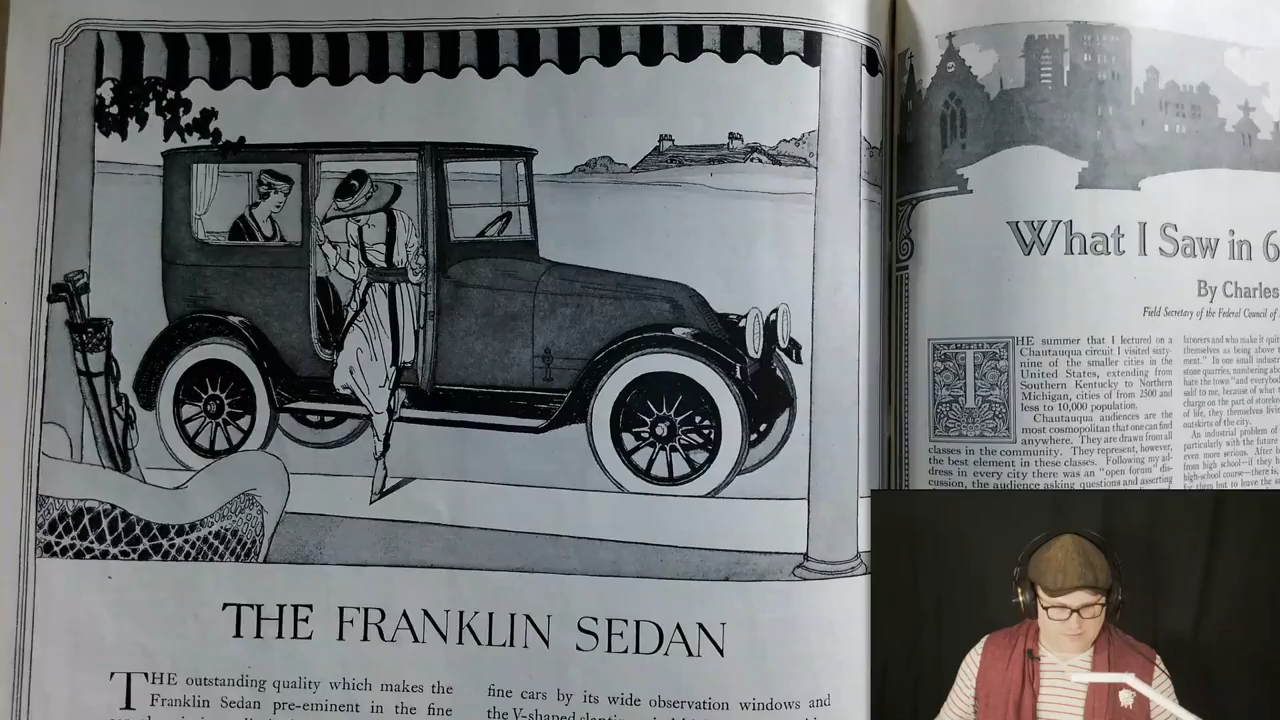 THE FRANKLIN SEDAN
THE outstanding quality which makes the
Franklin Sedan pre-eminent in the fine
fine cars by its wide observation windows and
the V-shaped
What I Saw in 6
By Charles
Field Secretary of the Federal Council of
THE summer that I lectured on a
Chautauqua circuit I visited sixty-
nine of the smaller cities in the
United States, extending from
Southern Kentucky to Northern
Michigan, cities of from 2500 and
less to 10,000 population.
Chautauqua audiences are the
most cosmopolitan that one can find
anywhere. They are drawn from all
classes in the community. They represent, however,
the best element in these classes. Following my ad-
dress in every city there was an "open forum" dis-
cussion, the audience asking questions and asserting
laborers and who make it quit
themselves as being above t
ment." In one small industr
stone quarries, numbering abo
hate the town "and everybod
said to me, because of what
charge on the part of storeke
of life, they themselves livin
outskirts of the city.
An industrial problem of
particularly with the future
even more serious. After
from high school—if they h
high-school course—there is,
for them but to leave the